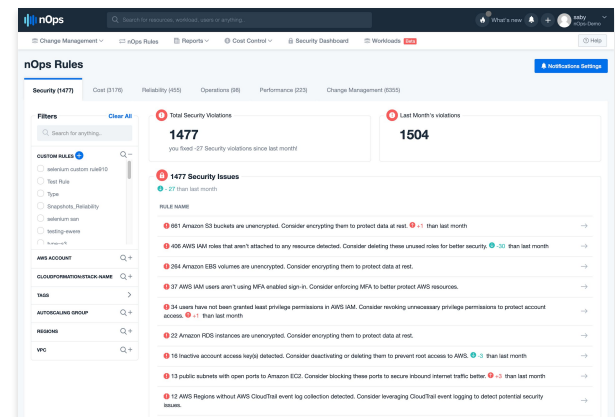 nOps
Search for resources, workload, users or anything.
What's new
saby
nOps-Demo
Change Management
nOps Rules
Reports
Cost Control
Security Dashboard
Workloads Beta
Help
nOps Rules
Notifications Settings
Security (1477)
Cost (3178)
Reliability (455)
Operations (98)
Performance (223)
Change Management (6355)
Filters
Clear All
Search for anything..
CUSTOM RULES
selenium custom rule910
Test Rule
Type
Snapshots_Reliability
selenium ssn
testing-ewere
AWS ACCOUNT
CLOUDFORMATION:STACK-NAME
TAGS
AUTOSCALING GROUP
REGIONS
VPC
Total Security Violations
1477
you fixed -27 Security violations since last month!
Last Month's violations
1504
1477 Security Issues
- 27 than last month
RULE NAME
661 Amazon S3 buckets are unencrypted. Consider encrypting them to protect data at rest. +1 than last month
406 AWS IAM roles that aren't attached to any resource detected. Consider deleting these unused roles for better security. -30 than last month
264 Amazon EBS volumes are unencrypted. Consider encrypting them to protect data at rest.
37 AWS IAM users aren't using MFA enabled sign-in. Consider enforcing MFA to better protect AWS resources.
34 users have not been granted least privilege permissions in AWS IAM. Consider revoking unnecessary privilege permissions to protect account
access. +1 than last month
22 Amazon RDS instances are unencrypted. Consider encrypting them to protect data at rest.
16 Inactive account access key(s) detected. Consider deactivating or deleting them to prevent root access to AWS. -3 than last month
13 public subnets with open ports to Amazon EC2. Consider blocking these ports to secure inbound internet traffic better. +3 than last month
12 AWS Regions without AWS CloudTrail event log collection detected. Consider leveraging CloudTrail event logging to detect potential security
issues.